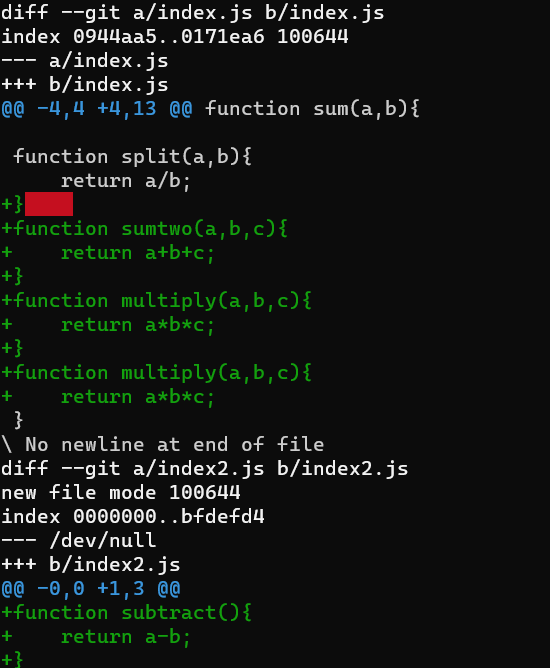 diff --git a/index.js b/index.js
index 0944aa5..0171ea6 100644
--- a/index.js
+++ b/index.js
@@ -4,4 +4,13 @@ function sum(a,b){

 function split(a,b){
     return a/b;
+}
+function sumtwo(a,b,c){
+    return a+b+c;
+}
+function multiply(a,b,c){
+    return a*b*c;
+}
+function multiply(a,b,c){
+    return a*b*c;
 }
\ No newline at end of file
diff --git a/index2.js b/index2.js
new file mode 100644
index 0000000..bfdefd4
--- /dev/null
+++ b/index2.js
@@ -0,0 +1,3 @@
+function subtract(){
+    return a-b;
+}